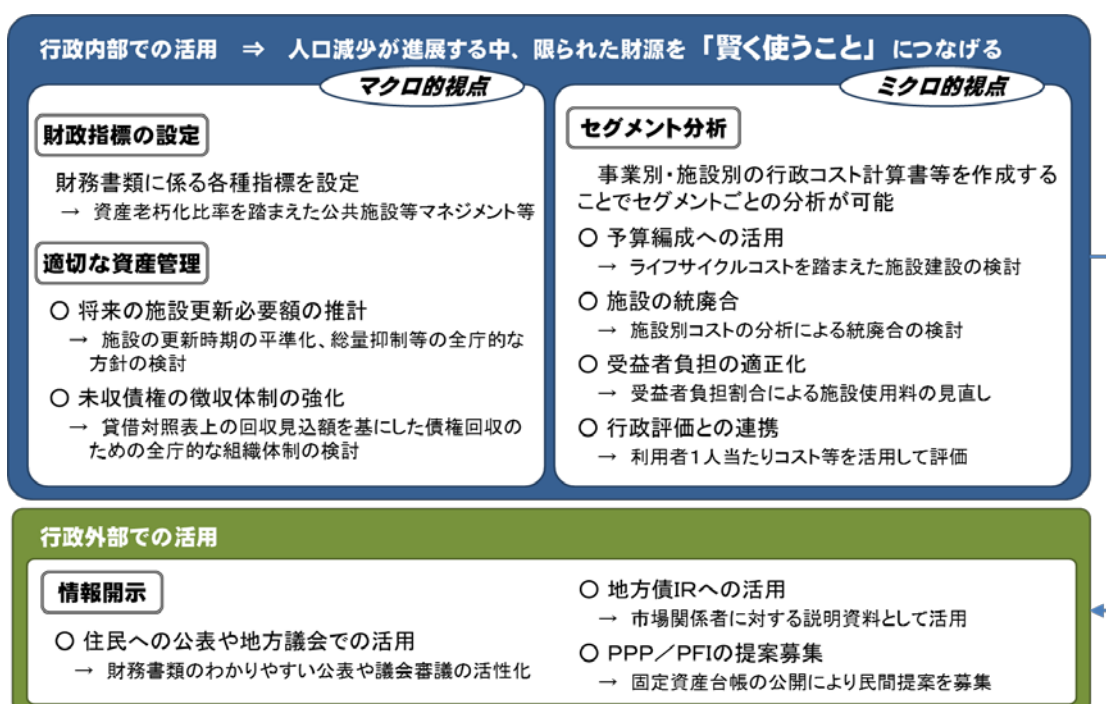 行政内部での活用 ⇒ 人口減少が進展する中、限られた財源を「賢く使うこと」につなげる
マクロ的視点
財政指標の設定
財務書類に係る各種指標を設定
→ 資産老朽化比率を踏まえた公共施設等マネジメント等
適切な資産管理
○ 将来の施設更新必要額の推計
→ 施設の更新時期の平準化、総量抑制等の全庁的な
方針の検討
○ 未収債権の徴収体制の強化
→ 貸借対照表上の回収見込額を基にした債権回収の
ための全庁的な組織体制の検討
ミクロ的視点
セグメント分析
事業別・施設別の行政コスト計算書等を作成する
ことでセグメントごとの分析が可能
○ 予算編成への活用
→ ライフサイクルコストを踏まえた施設建設の検討
○ 施設の統廃合
→ 施設別コストの分析による統廃合の検討
○ 受益者負担の適正化
→ 受益者負担割合による施設使用料の見直し
○ 行政評価との連携
→ 利用者1人当たりコスト等を活用して評価
行政外部での活用
情報開示
○ 住民への公表や地方議会での活用
→ 財務書類のわかりやすい公表や議会審議の活性化
○ 地方債IRへの活用
→ 市場関係者に対する説明資料として活用
○ PPP/PFIの提案募集
→ 固定資産台帳の公開により民間提案を募集